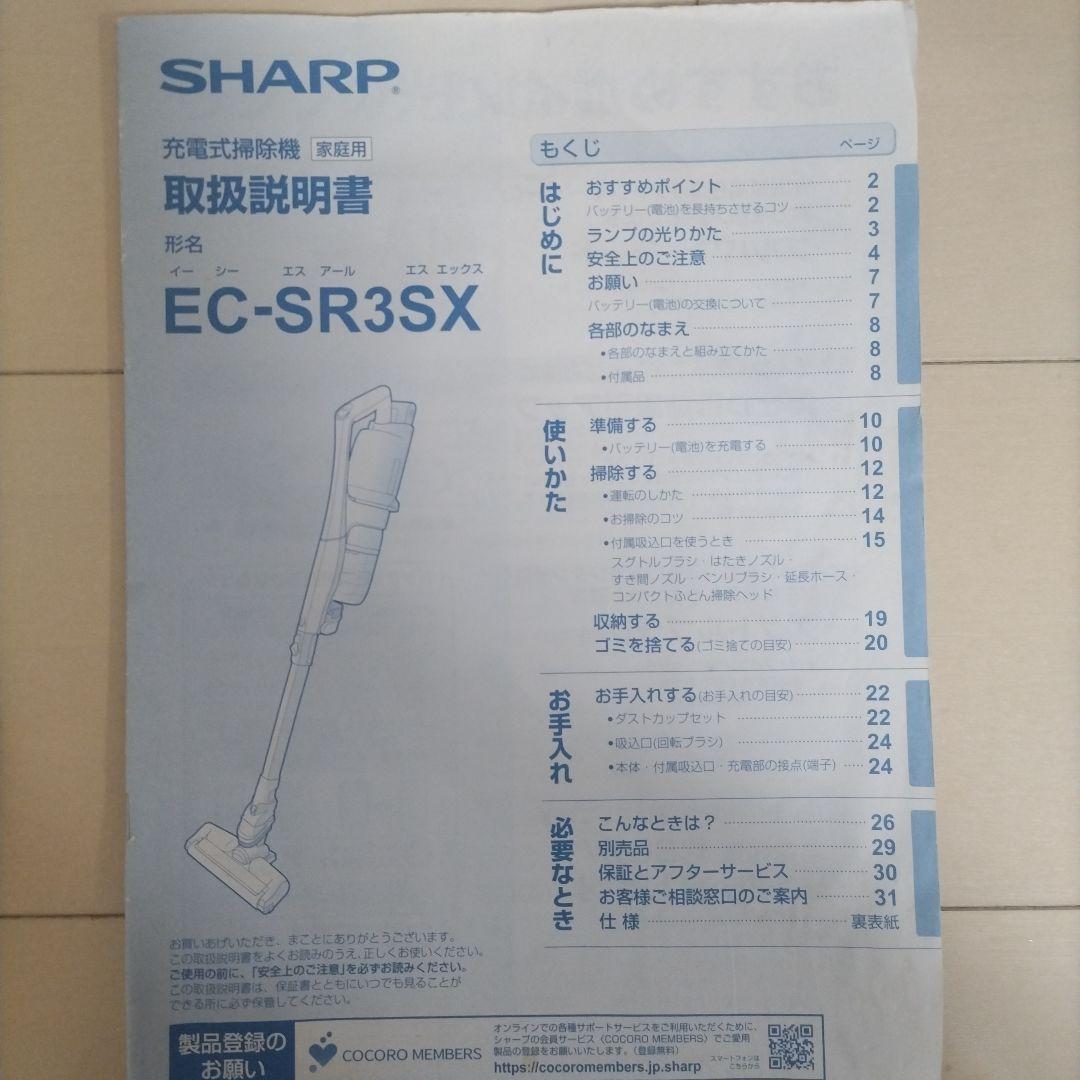 SHARP®
充電式掃除機 家庭用
取扱説明書
形名
イー シー エス アール エス エックス
EC-SR3SX
もくじ ページ
はじめに
おすすめポイント 2
バッテリー(電池)を長持ちさせるコツ 2
ランプの光りかた 3
安全上のご注意 4
お願い 7
バッテリー(電池)の交換について 7
各部のなまえ 8
•各部のなまえと組み立てかた 8
•付属品 8
使いかた
準備する 10
•バッテリー(電池)を充電する 10
掃除する 12
•運転のしかた 12
•お掃除のコツ 14
•付属吸込口を使うとき 15
スグトルブラシ・はたきノズル・
すき間ノズル・ベンリブラシ・延長ホース・
コンパクトふとん掃除ヘッド
収納する 19
ゴミを捨てる(ゴミ捨ての目安) 20
お手入れ
お手入れする(お手入れの目安) 22
•ダストカップセット 22
•吸込口(回転ブラシ) 24
•本体・付属吸込口・充電部の接点(端子) 24
必要なとき
こんなときは？ 26
別売品 29
保証とアフターサービス 30
お客様ご相談窓口のご案内 31
仕様 裏表紙
お買いあげいただき、まことにありがとうございます。
この取扱説明書をよくお読みのうえ、正しくお使いください。
ご使用の前に、「安全上のご注意」を必ずお読みください。
この取扱説明書は、保証書とともにいつでも見ることが
できる所に必ず保管してください。
製品登録の
お願い
COCORO MEMBERS
オンラインでの各種サポートサービスをご利用いただくために、
シャープの会員サービス〈COCORO MEMBERS〉でご愛用
製品の登録をお願いいたします。(登録無料)
https://cocoromembers.jp.sharp
スマートフォンは
こちらから